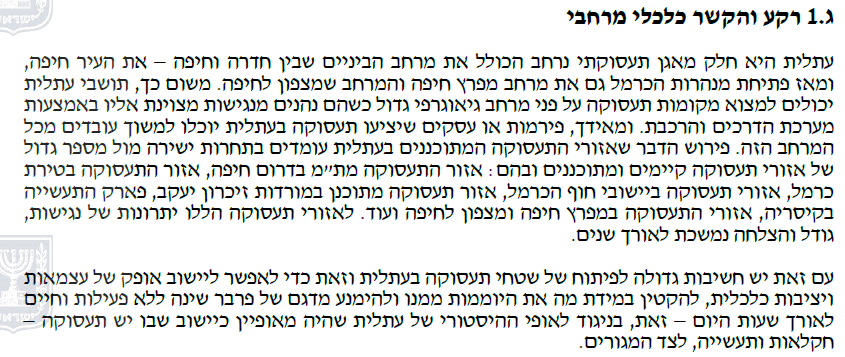 ג.1 רקע והקשר כלכלי מרחבי
עתלית היא חלק מאגן תעסוקתי נרחב הכולל את מרחב הביניים שבין חדרה וחיפה – את העיר חיפה,
ומאז פתיחת מנהרות הכרמל גם את מרחב מפרץ חיפה והמרחב שמצפון לחיפה. משום כך, תושבי עתלית
יכולים למצוא מקומות תעסוקה על פני מרחב גיאוגרפי גדול כשהם נהנים מנגישות מצוינת אליו באמצעות
מערכת הדרכים והרכבת. ומאידך, פירמות או עסקים שיציעו תעסוקה בעתלית יוכלו למשוך עובדים מכל
המרחב הזה. פירוש הדבר שאזורי התעסוקה המתוכננים בעתלית עומדים בתחרות ישירה מול מספר גדול
של אזורי תעסוקה קיימים ומתוכננים ובהם: אזור התעסוקה מת״מ בדרום חיפה, אזור התעסוקה בטירת
כרמל, אזורי תעסוקה ביישובי חוף הכרמל, אזור תעסוקה מתוכנן במורדות זיכרון יעקב, פארק התעשייה
בקיסריה, אזורי התעסוקה במפרץ חיפה ומצפון לחיפה ועוד. לאזורי תעסוקה הללו יתרונות של נגישות,
גודל והצלחה נמשכת לאורך שנים.
עם זאת יש חשיבות גדולה לפיתוח של שטחי תעסוקה בעתלית וזאת כדי לאפשר ליישוב אופק של עצמאות
ויציבות כלכלית, להקטין במידת מה את היוממות ממנו ולהימנע מדגם של פרבר שינה ללא פעילות וחיים
לאורך שעות היום – זאת, בניגוד לאופי ההיסטורי של עתלית שהיה מאופיין כיישוב שבו יש תעסוקה –
חקלאות ותעשייה, לצד המגורים.